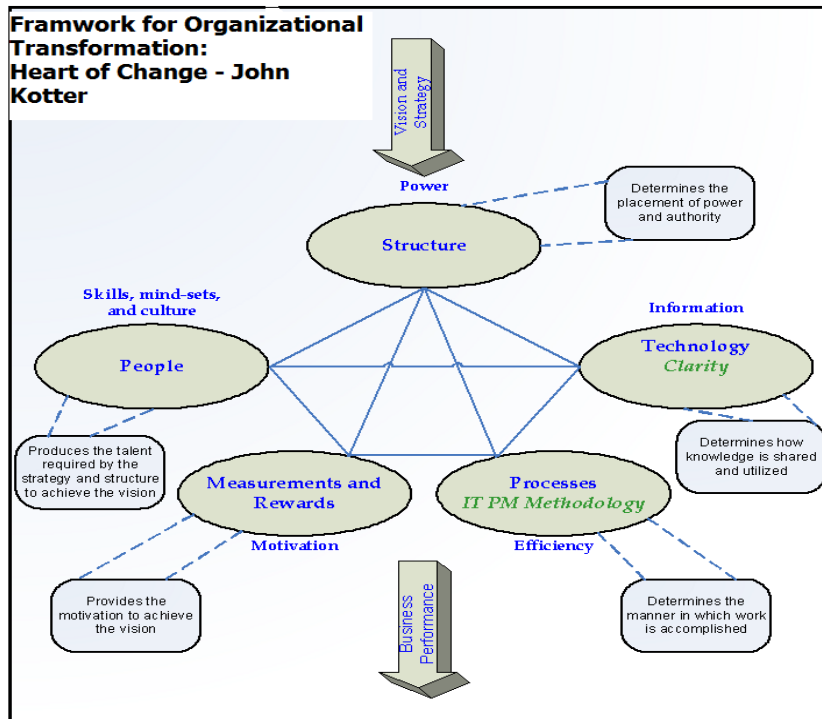 Framwork for Organizational
Transformation:
Heart of Change - John
Kotter
Vision and
Strategy
Power
Structure
Determines the
placement of power
and authority
Skills, mind-sets,
and culture
People
Produces the talent
required by the
strategy and structure
to achieve the vision
Information
Technology
Clarity
Determines how
knowledge is shared
and utilized
Measurements and
Rewards
Motivation
Provides the
motivation to achieve
the vision
Processes
IT PM Methodology
Efficiency
Determines the
manner in which work
is accomplished
Business
Performance